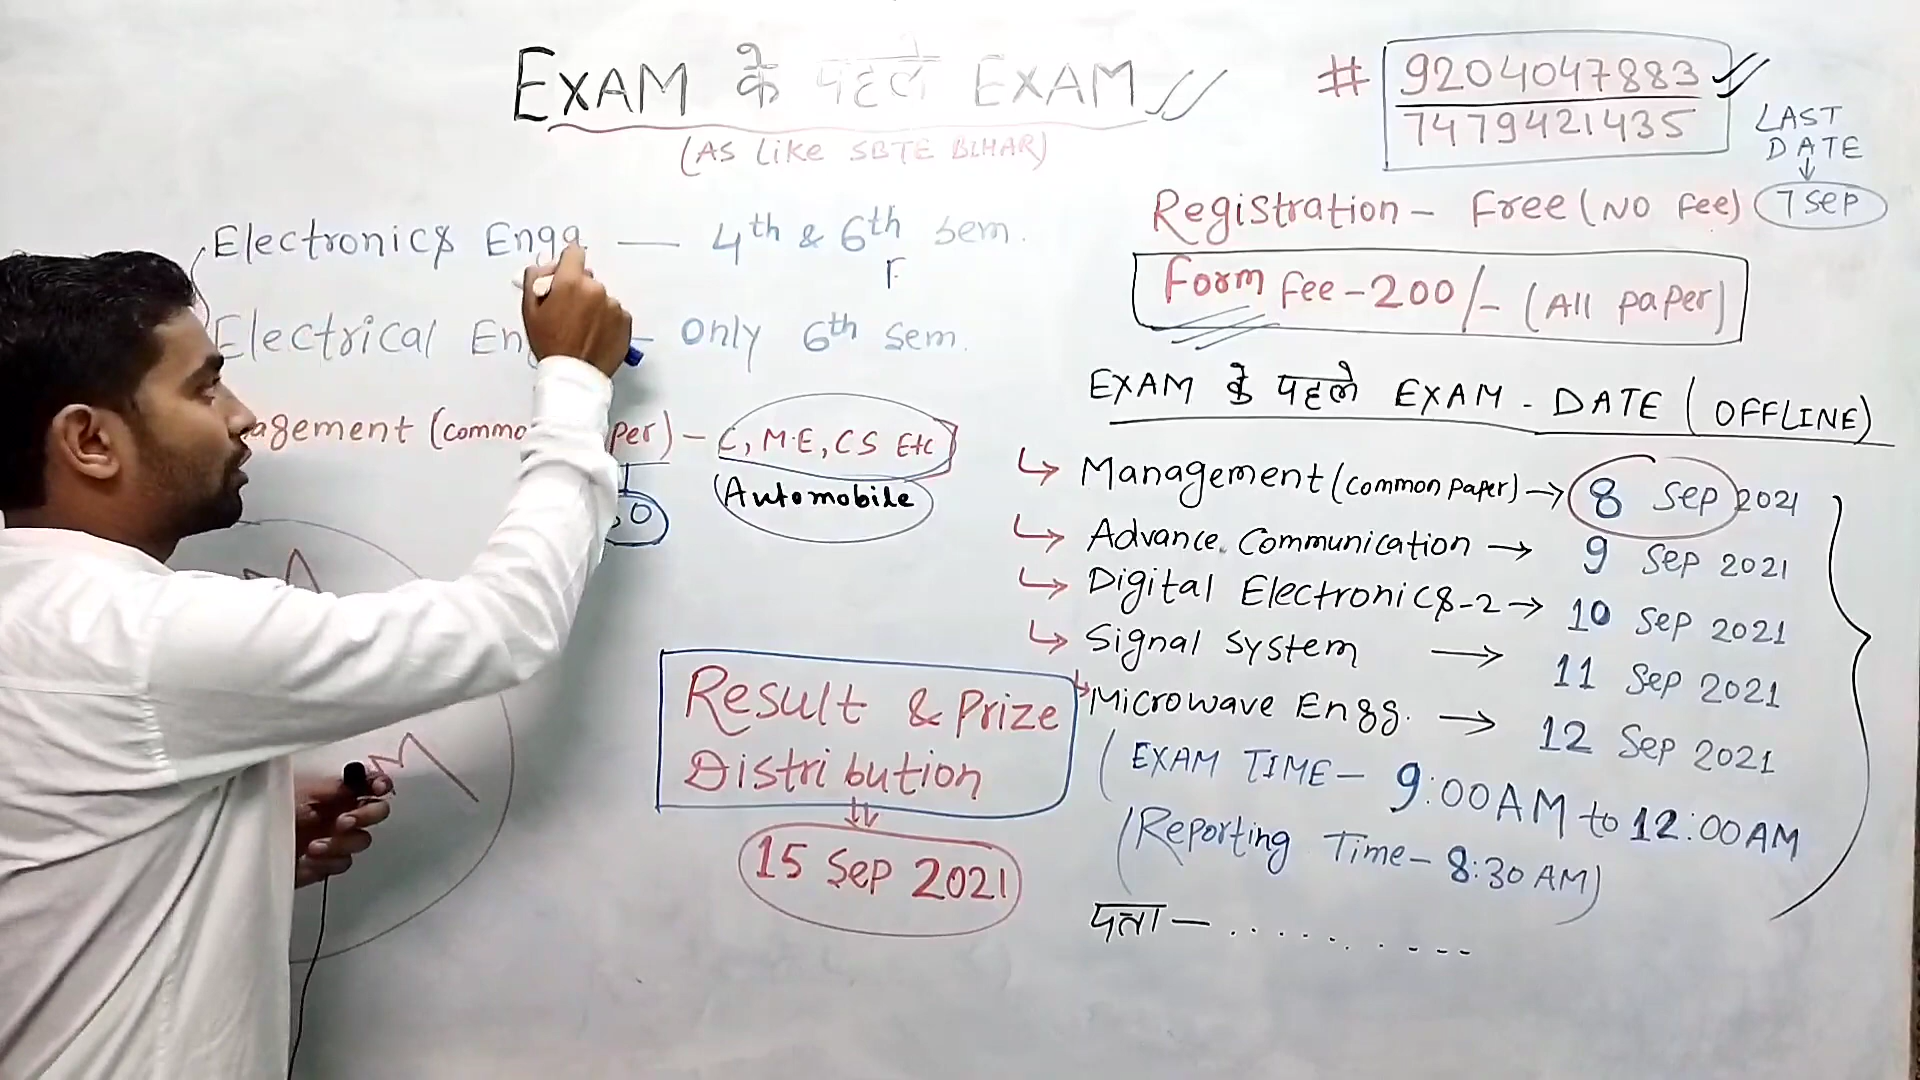 EXAM के पहले EXAM
(AS Like SBTE BIHAR)
# 9204047883
7479421435
LAST
DATE
7 Sep
Registration - Free (NO Fee)
Form Fee - 200/- (All paper)
Electronics Engg — 4th & 6th Sem.
Electrical Eng - Only 6th Sem.
agement (commo per) - C, M.E, CS Etc
(Automobile)
EXAM के पहले EXAM - DATE (OFFLINE)
Management (common paper) → 8 Sep 2021
Advance Communication → 9 Sep 2021
Digital Electronics-2 → 10 Sep 2021
Signal System → 11 Sep 2021
Microwave Engg. → 12 Sep 2021
(EXAM TIME - 9:00AM to 12:00AM
(Reporting Time - 8:30 AM)
पता - . . . . . . . - - -
Result & Prize
Distribution
15 Sep 2021